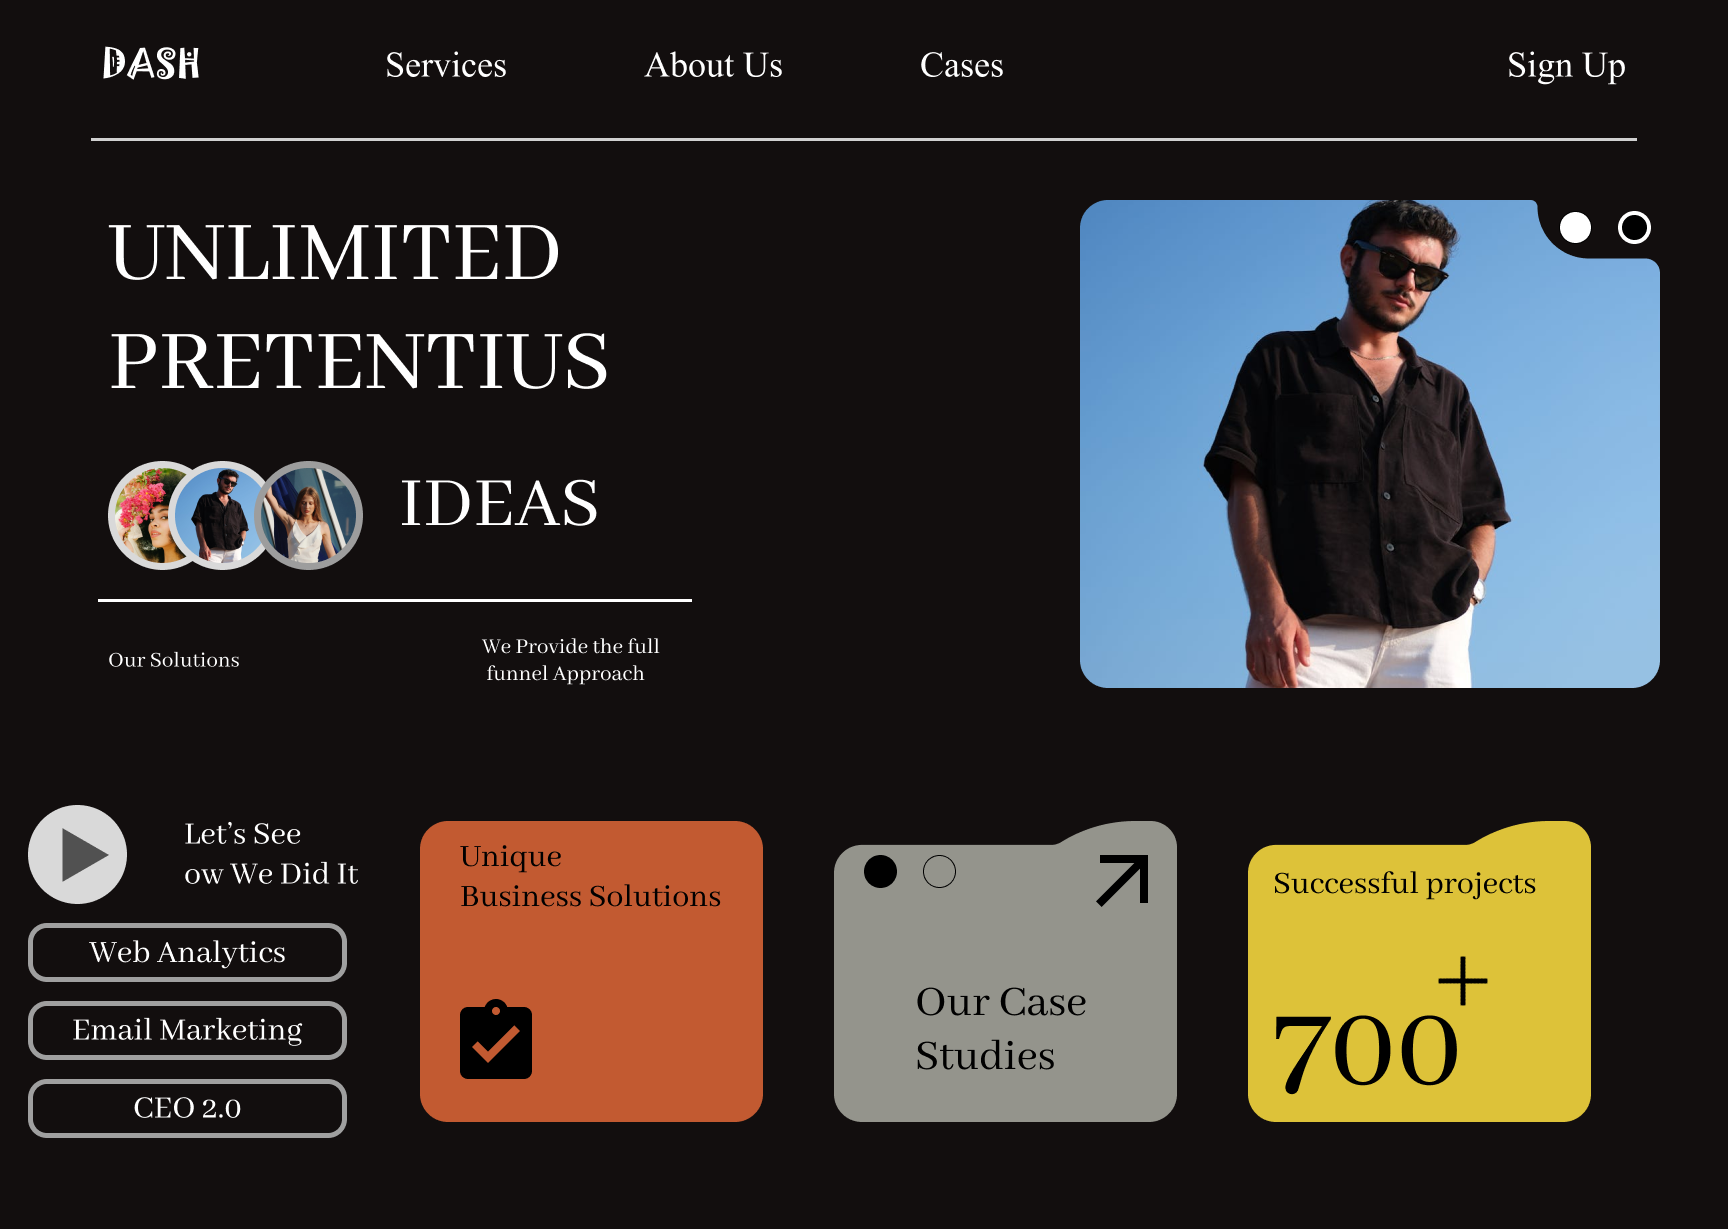 DASH
Services
About Us
Cases
Sign Up
UNLIMITED
PRETENTIUS
IDEAS
Our Solutions
We Provide the full
funnel Approach
Let's See
ow We Did It
Web Analytics
Email Marketing
CEO 2.0
Unique
Business Solutions
Our Case
Studies
Successful projects
700+